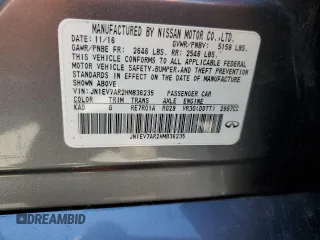 MANUFACTURED BY NISSAN MOTOR CO.,LTD.
DATE: 11/16 GVWR/PNBV: 5159 LBS.
GAWR/PNBE FR: 2646 LBS. RR: 2546 LBS.
THIS VEHICLE CONFORMS TO ALL APPLICABLE FEDERAL
MOTOR VEHICLE SAFETY, BUMPER, AND THEFT PREVENTION
STANDARDS IN EFFECT ON THE DATE OF MANUFACTURE
SHOWN ABOVE.
VIN: JN1EV7AR2HM836235 PASSENGER CAR
COLOR TRIM TRANS AXLE ENGINE
KAD G RE7R01A R029 VR30(DDTT) 2997CC
JN1EV7AR2HM836235